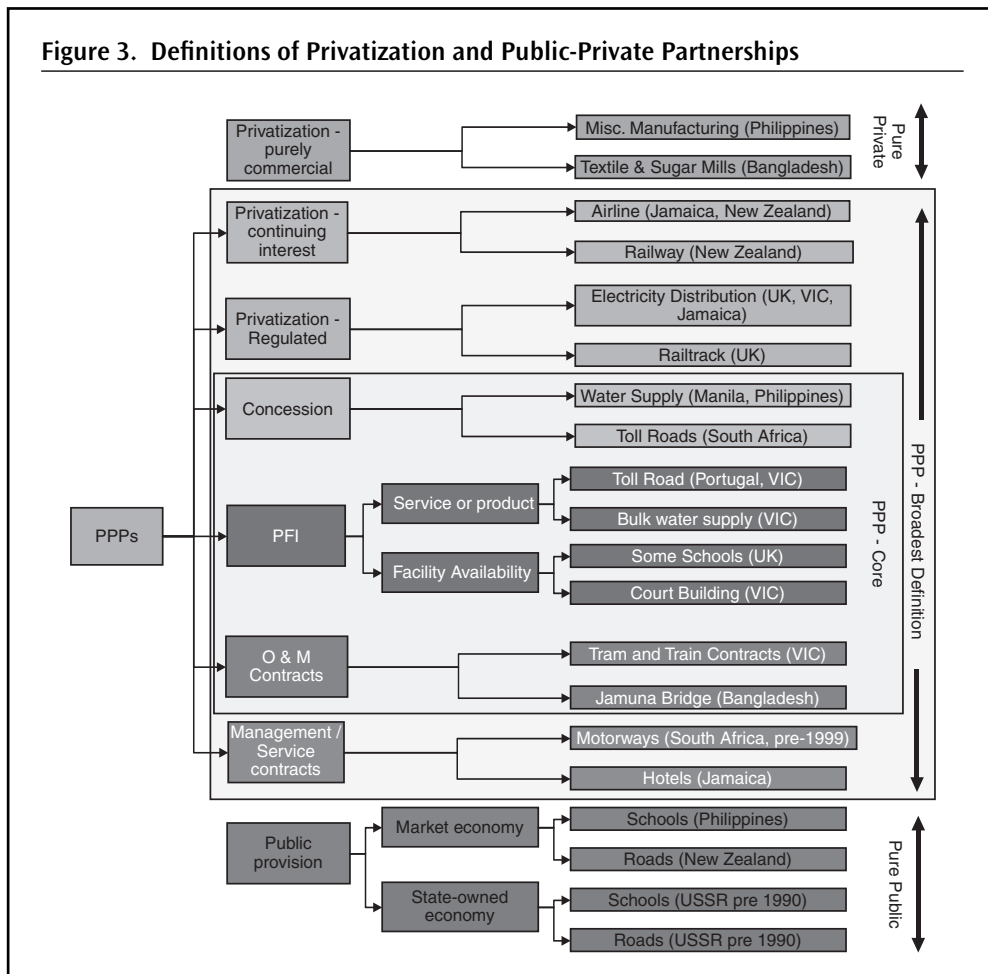 Figure 3. Definitions of Privatization and Public-Private Partnerships
Privatization -
purely
commercial
Misc. Manufacturing (Philippines)
Textile & Sugar Mills (Bangladesh)
Pure
Private
Privatization -
continuing
interest
Airline (Jamaica, New Zealand)
Railway (New Zealand)
Privatization -
Regulated
Electricity Distribution (UK, VIC,
Jamaica)
Railtrack (UK)
Concession
Water Supply (Manila, Philippines)
Toll Roads (South Africa)
PPPs
PFI
Service or product
Toll Road (Portugal, VIC)
Bulk water supply (VIC)
Facility Availability
Some Schools (UK)
Court Building (VIC)
PPP - Core
PPP - Broadest Definition
O & M
Contracts
Tram and Train Contracts (VIC)
Jamuna Bridge (Bangladesh)
Management /
Service
contracts
Motorways (South Africa, pre-1999)
Hotels (Jamaica)
Public
provision
Market economy
Schools (Philippines)
Roads (New Zealand)
State-owned
economy
Schools (USSR pre 1990)
Roads (USSR pre 1990)
Pure Public